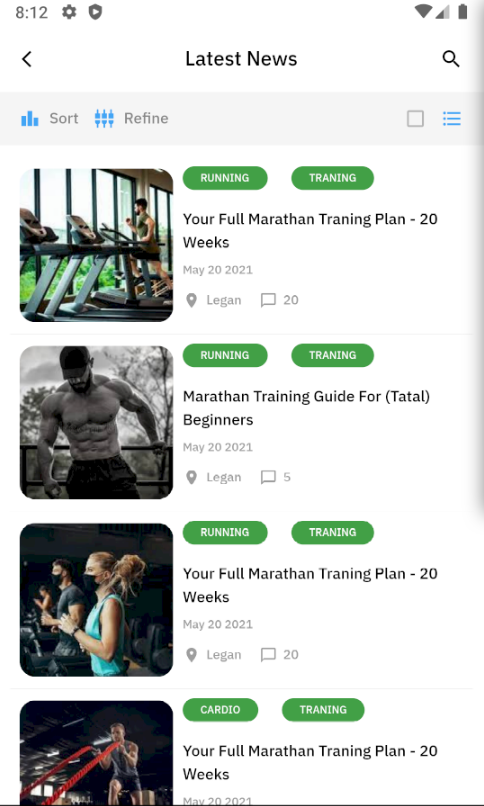 8:12
Latest News
Sort Refine
RUNNING TRANING
Your Full Marathan Traning Plan - 20
Weeks
May 20 2021
Legan 20
RUNNING TRANING
Marathan Training Guide For (Tatal)
Beginners
May 20 2021
Legan 5
RUNNING TRANING
Your Full Marathan Traning Plan - 20
Weeks
May 20 2021
Legan 20
CARDIO TRANING
Your Full Marathan Traning Plan - 20
Weeks
May 20 2021